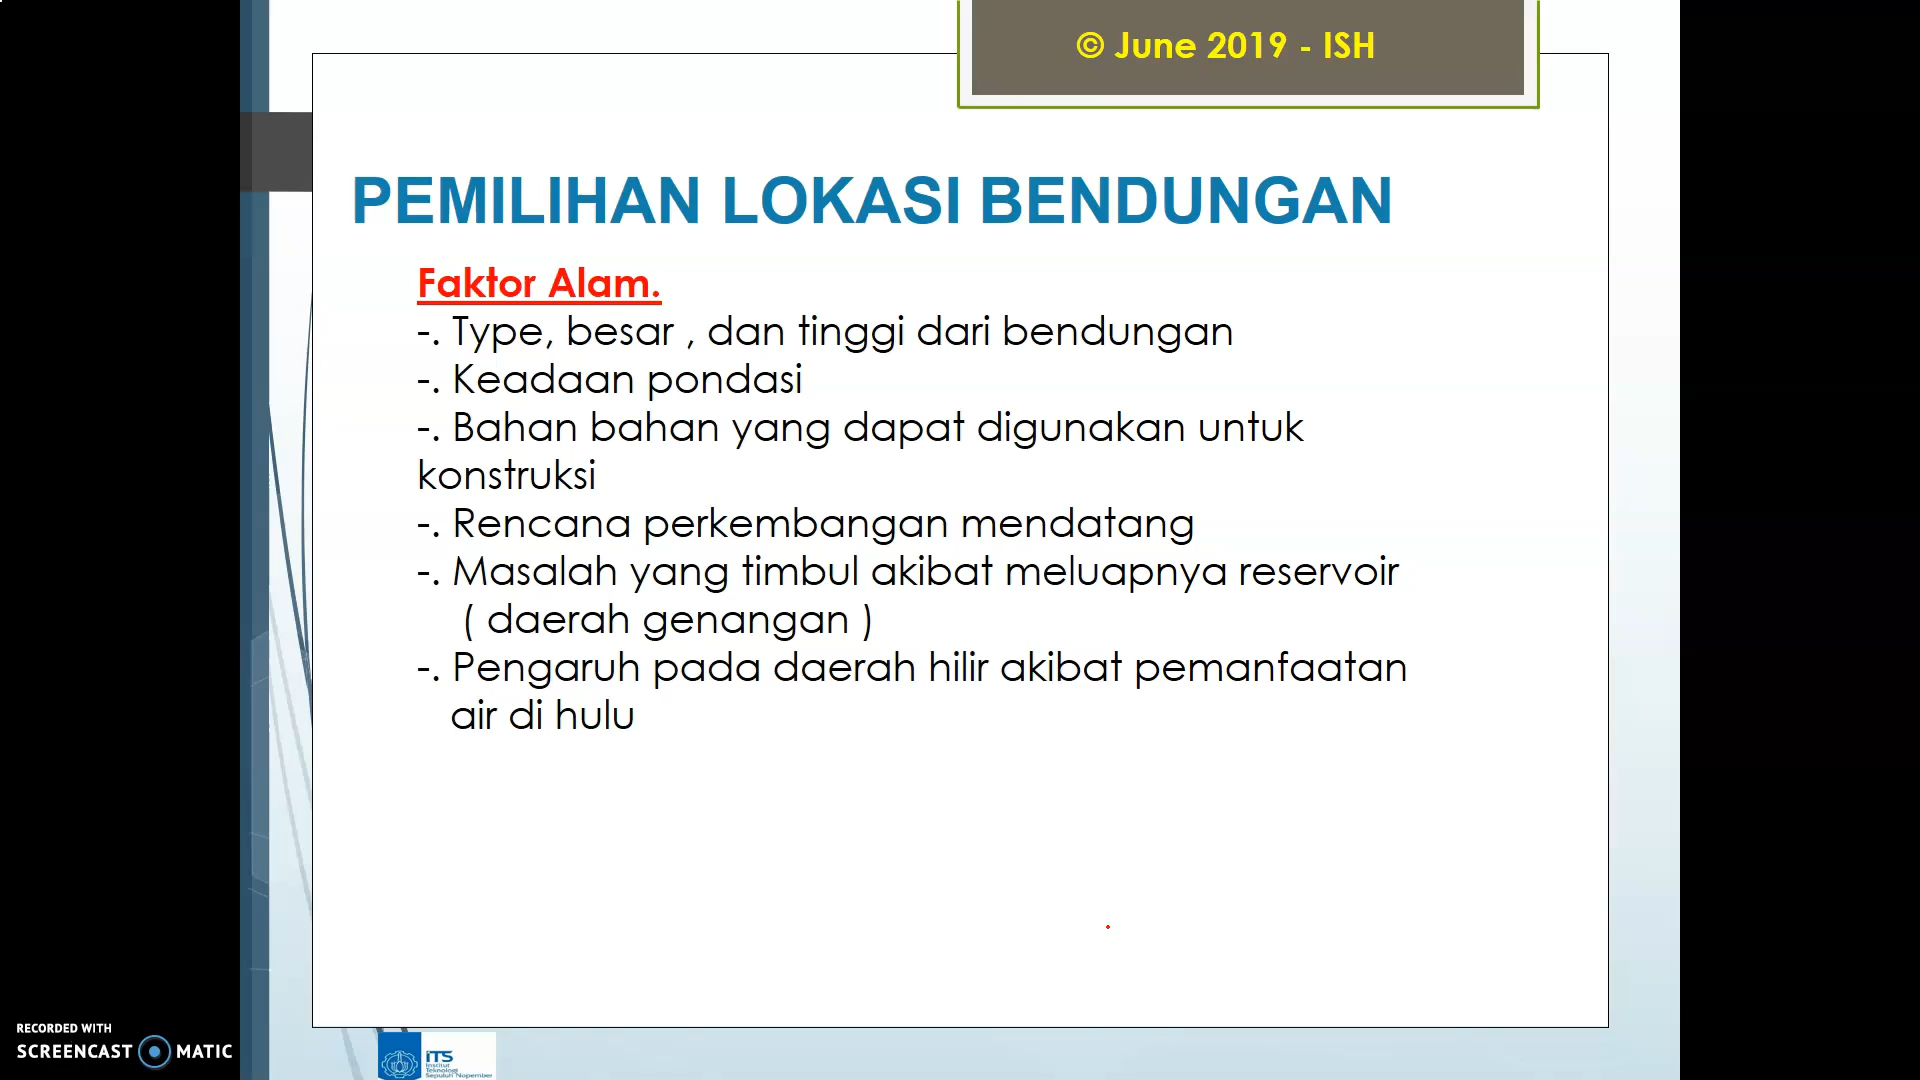 © June 2019 - ISH
PEMILIHAN LOKASI BENDUNGAN
Faktor Alam.
-. Type, besar , dan tinggi dari bendungan
-. Keadaan pondasi
-. Bahan bahan yang dapat digunakan untuk
konstruksi
-. Rencana perkembangan mendatang
-. Masalah yang timbul akibat meluapnya reservoir
( daerah genangan )
-. Pengaruh pada daerah hilir akibat pemanfaatan
air di hulu
RECORDED WITH
SCREENCAST MATIC
ITS
Institut
Teknologi
Sepuluh Nopember